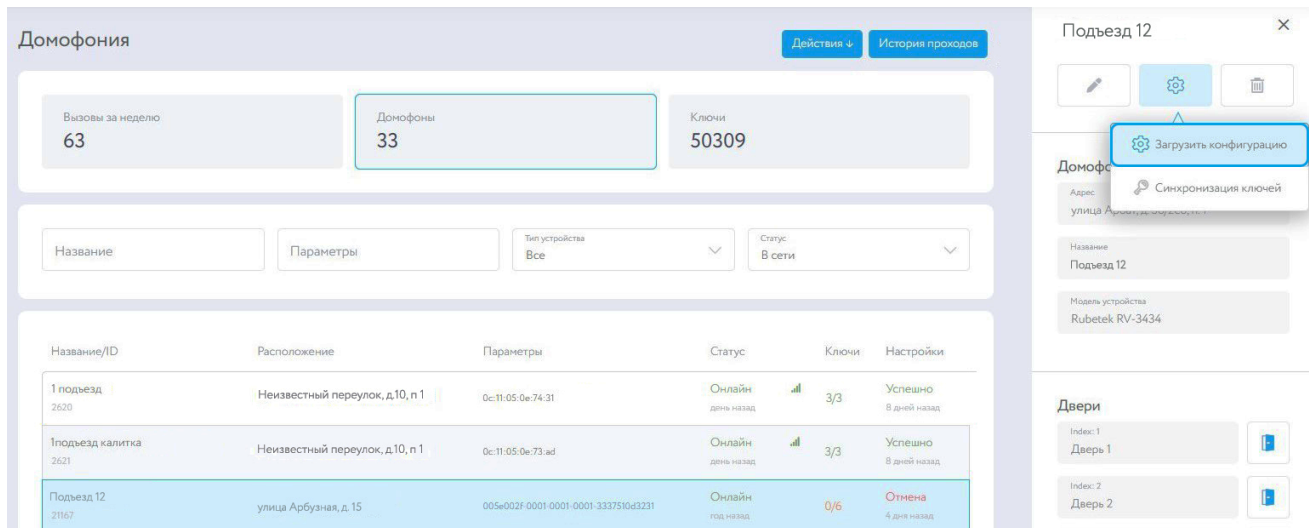 Домофония
Действия ↓
История проходов
Вызовы за неделю
63
Домофоны
33
Ключи
50309
Название
Параметры
Тип устройства
Все
Статус
В сети
Название/ID
Расположение
Параметры
Статус
Ключи
Настройки
1 подъезд
2620
Неизвестный переулок, д.10, п 1
0c:11:05:0e:74:31
Онлайн
день назад
3/3
Успешно
8 дней назад
1подъезд калитка
2621
Неизвестный переулок, д.10, п 1
0c:11:05:0e:73:ad
Онлайн
день назад
3/3
Успешно
8 дней назад
Подъезд 12
21167
улица Арбузная, д. 15
005e002f-0001-0001-0001-3337510d3231
Онлайн
год назад
0/6
Отмена
4 дня назад
Подъезд 12
Загрузить конфигурацию
Синхронизация ключей
Адрес
улица
Название
Подъезд 12
Модель устройства
Rubetek RV-3434
Двери
Index: 1
Дверь 1
Index: 2
Дверь 2